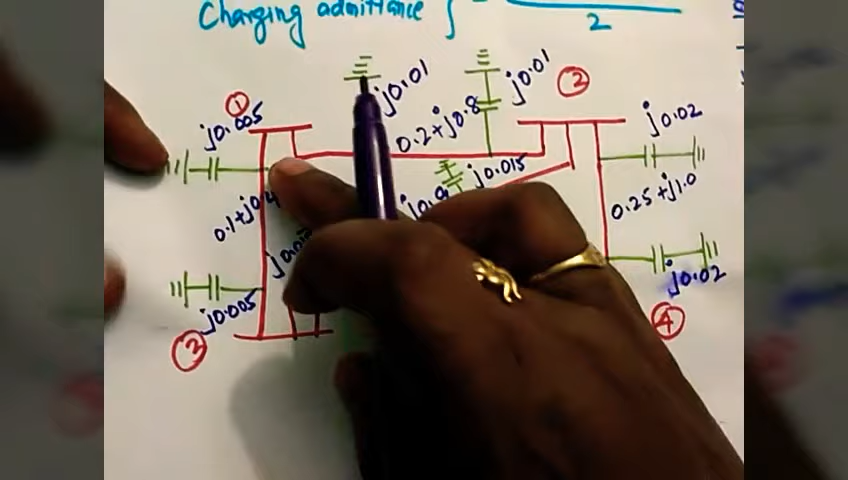 Charging admittance } =
2
①
j0.005
j0.01
0.2+j0.8
j0.01
②
j0.02
j0.015
0.25+j1.0
0.1+j0.4
j0.02
j0.005
③
④